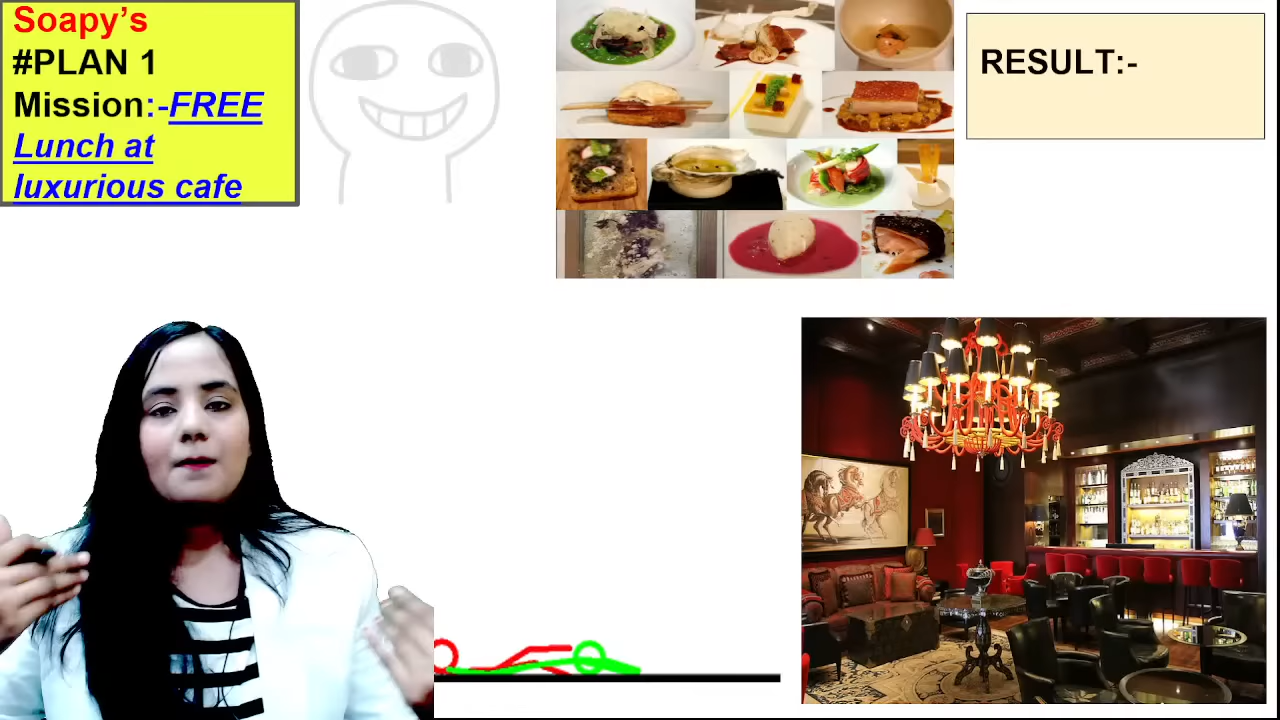 Soapy’s
#PLAN 1
Mission:-FREE
Lunch at
luxurious cafe
RESULT:-